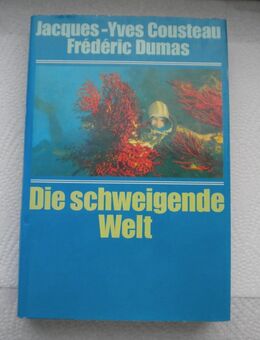 Jacques-Yves Cousteau
Frédéric Dumas
Die schweigende
Welt